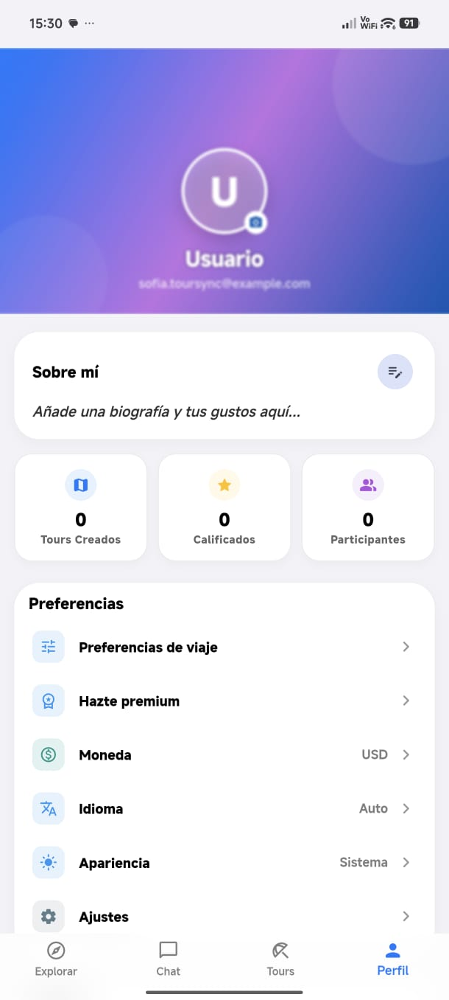 15:30
Vo
WiFi
6
91
U
Usuario
sofia.toursync@example.com
Sobre mí
Añade una biografía y tus gustos aquí...
0
Tours Creados
0
Calificados
0
Participantes
Preferencias
Preferencias de viaje
Hazte premium
Moneda
USD
Idioma
Auto
Apariencia
Sistema
Ajustes
Explorar
Chat
Tours
Perfil